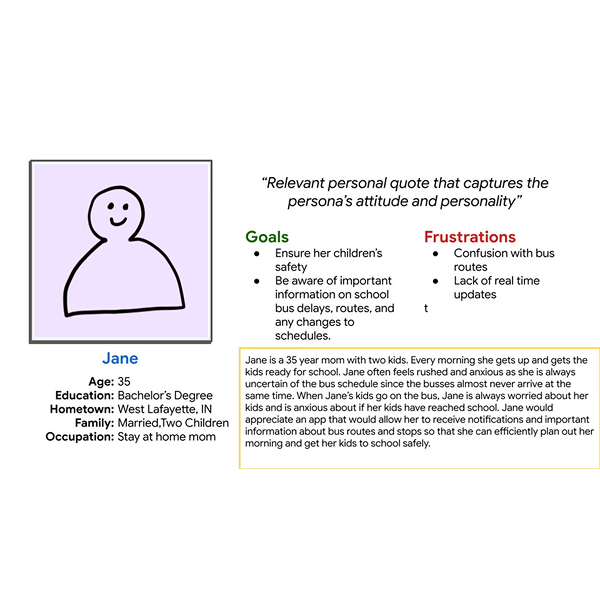 “Relevant personal quote that captures the
persona’s attitude and personality”
Goals
● Ensure her children’s
safety
● Be aware of important
information on school
bus delays, routes, and
any changes to
schedules.
Frustrations
● Confusion with bus
routes
● Lack of real time
updates
t
Jane
Age: 35
Education: Bachelor’s Degree
Hometown: West Lafayette, IN
Family: Married,Two Children
Occupation: Stay at home mom
Jane is a 35 year mom with two kids. Every morning she gets up and gets the
kids ready for school. Jane often feels rushed and anxious as she is always
uncertain of the bus schedule since the busses almost never arrive at the
same time. When Jane’s kids go on the bus, Jane is always worried about her
kids and is anxious about if her kids have reached school. Jane would
appreciate an app that would allow her to receive notifications and important
information about bus routes and stops so that she can efficiently plan out her
morning and get her kids to school safely.